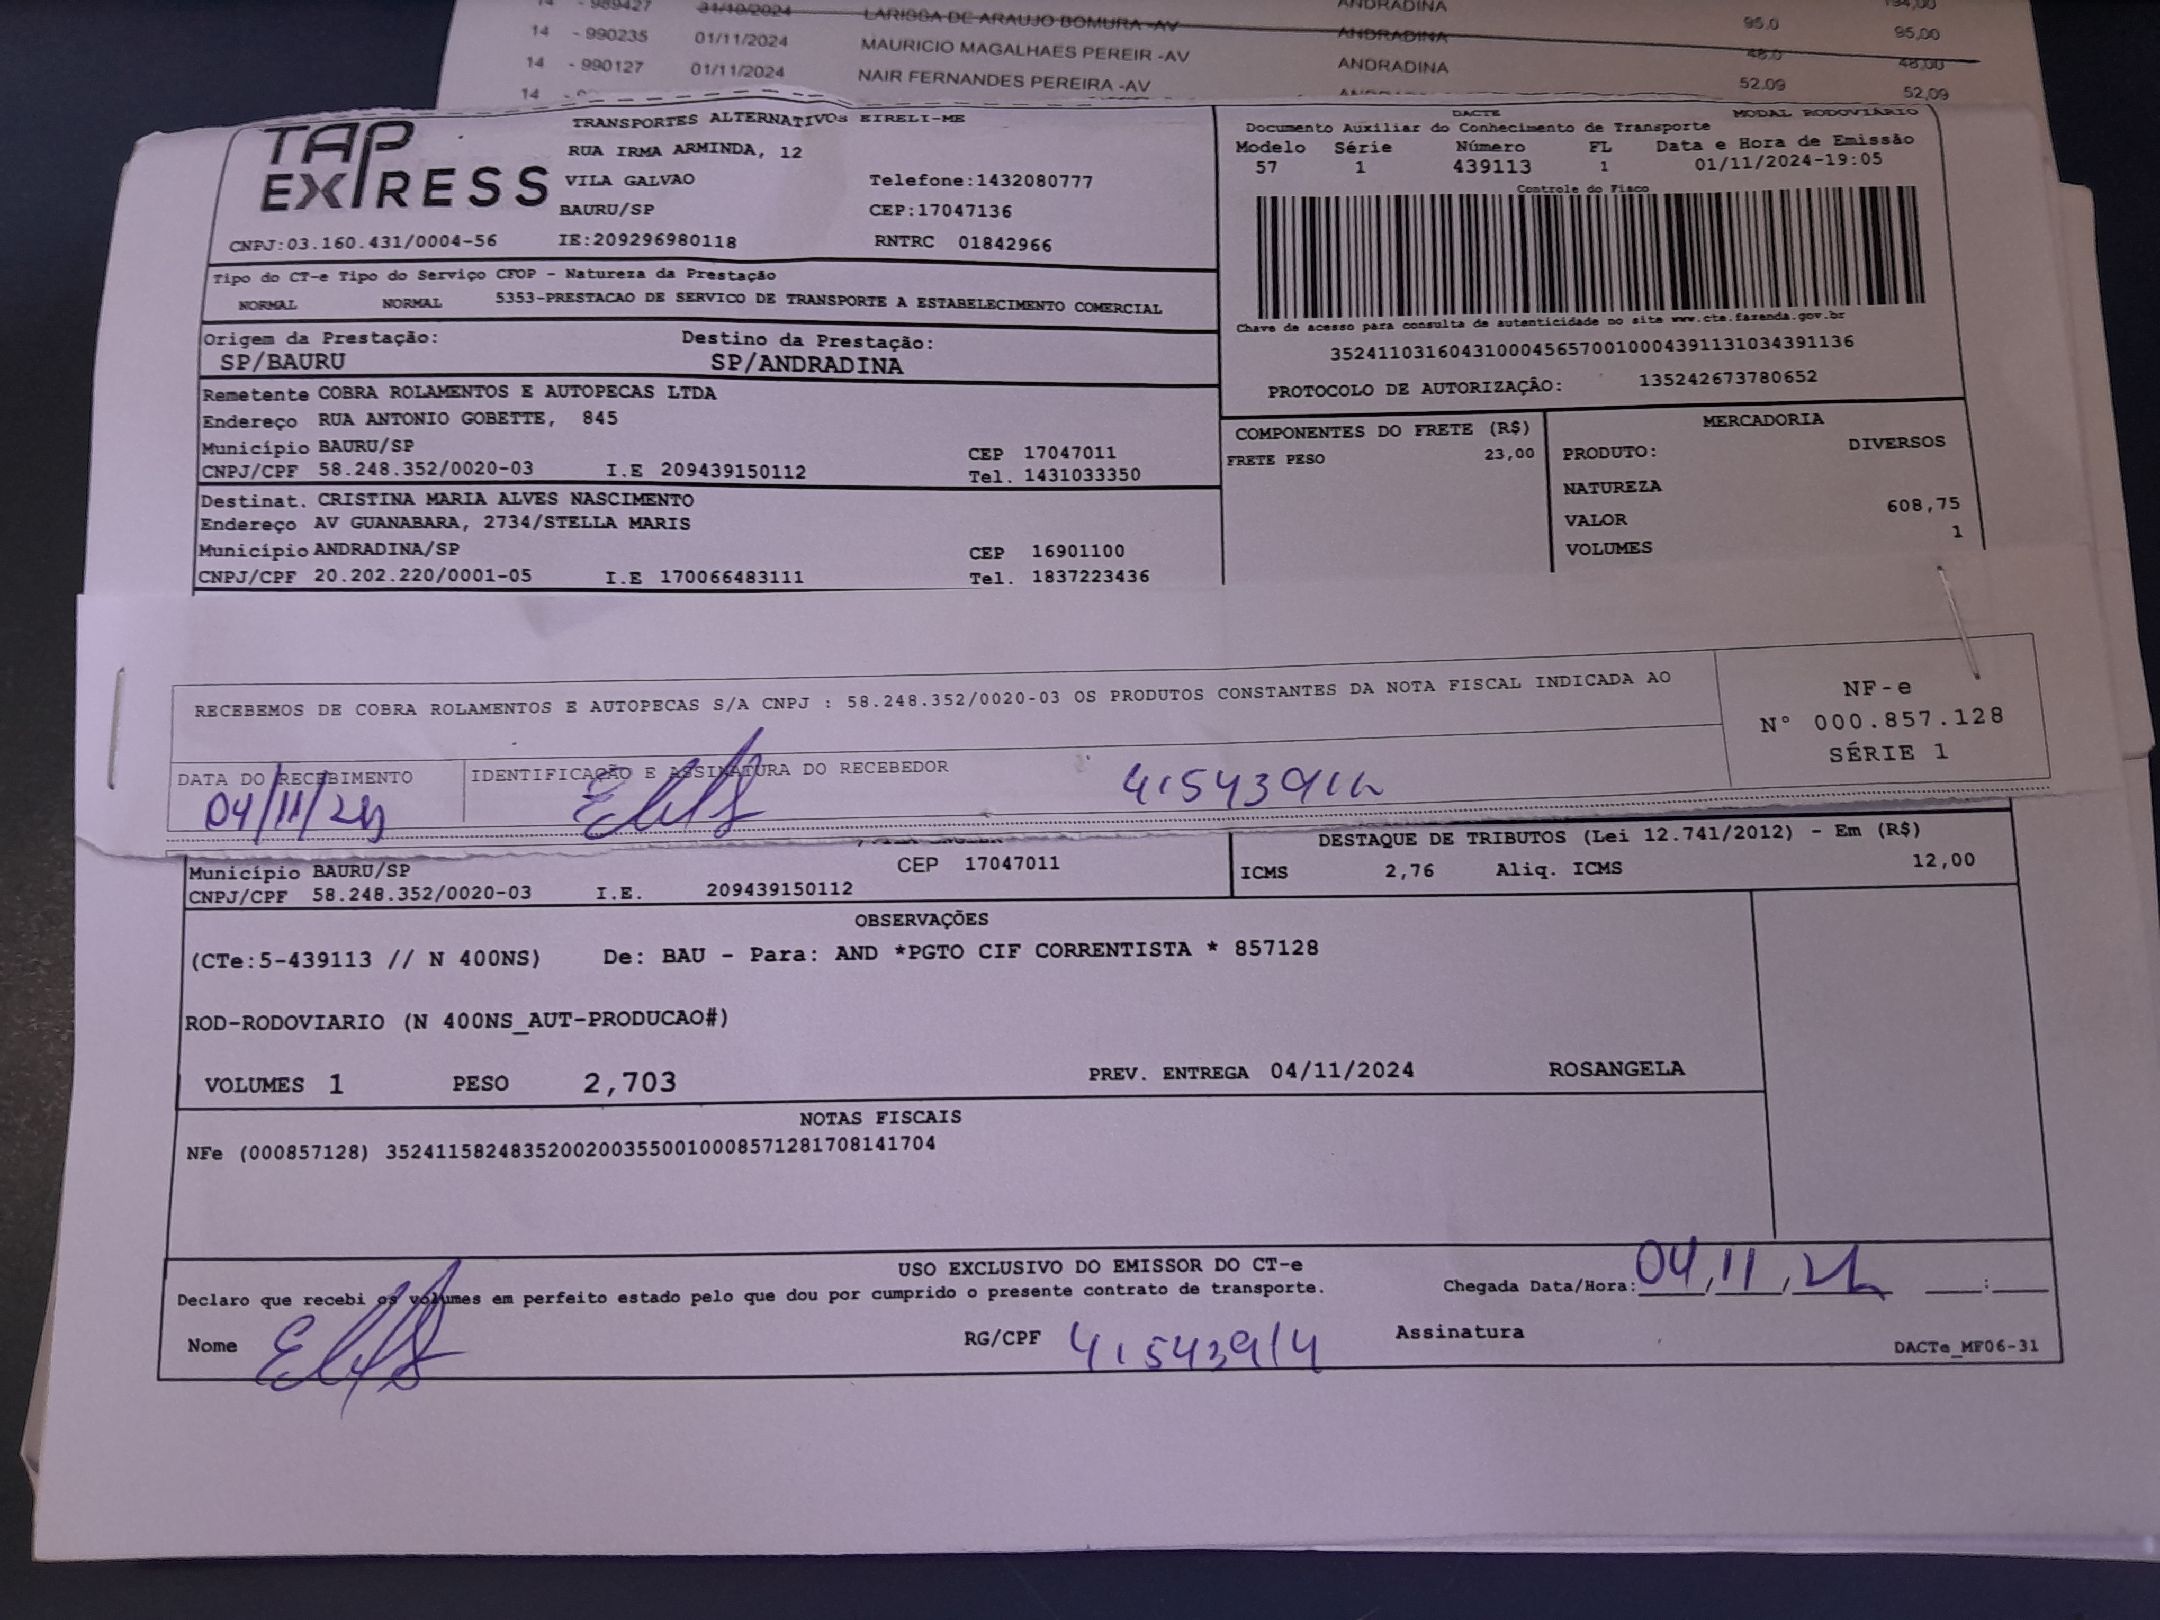 14 - 989427 31/10/2024 LARISSA DE ARAUJO BOMURA -AV ANDRADINA 194,00
14 - 990235 01/11/2024 MAURICIO MAGALHAES PEREIR -AV ANDRADINA 95.0 95,00
14 - 990127 01/11/2024 NAIR FERNANDES PEREIRA -AV ANDRADINA 48.0 48,00
14 52.09 52,09
TAP EXPRESS
TRANSPORTES ALTERNATIVOS EIRELI-ME
RUA IRMA ARMINDA, 12
VILA GALVAO Telefone:1432080777
BAURU/SP CEP:17047136
CNPJ:03.160.431/0004-56 IE:209296980118 RNTRC 01842966
DACTE MODAL RODOVIÁRIO
Documento Auxiliar do Conhecimento de Transporte
Modelo Série Número FL Data e Hora de Emissão
57 1 439113 1 01/11/2024-19:05
Controle do Fisco
Chave de acesso para consulta de autenticidade no site www.cte.fazenda.gov.br
35241103160431000456570010004391131034391136
PROTOCOLO DE AUTORIZAÇÃO: 135242673780652
Tipo do CT-e Tipo do Serviço CFOP - Natureza da Prestação
NORMAL NORMAL 5353-PRESTACAO DE SERVICO DE TRANSPORTE A ESTABELECIMENTO COMERCIAL
Origem da Prestação: Destino da Prestação:
SP/BAURU SP/ANDRADINA
Remetente COBRA ROLAMENTOS E AUTOPECAS LTDA
Endereço RUA ANTONIO GOBETTE, 845
Município BAURU/SP CEP 17047011
CNPJ/CPF 58.248.352/0020-03 I.E 209439150112 Tel. 1431033350
Destinat. CRISTINA MARIA ALVES NASCIMENTO
Endereço AV GUANABARA, 2734/STELLA MARIS
Município ANDRADINA/SP CEP 16901100
CNPJ/CPF 20.202.220/0001-05 I.E 170066483111 Tel. 1837223436
COMPONENTES DO FRETE (R$)
FRETE PESO 23,00
MERCADORIA
PRODUTO: DIVERSOS
NATUREZA
VALOR 608,75
VOLUMES 1
RECEBEMOS DE COBRA ROLAMENTOS E AUTOPECAS S/A CNPJ : 58.248.352/0020-03 OS PRODUTOS CONSTANTES DA NOTA FISCAL INDICADA AO
NF-e
N° 000.857.128
SÉRIE 1
DATA DO RECEBIMENTO IDENTIFICAÇÃO E ASSINATURA DO RECEBEDOR
04/11/24 41543914
Município BAURU/SP CEP 17047011
CNPJ/CPF 58.248.352/0020-03 I.E. 209439150112
DESTAQUE DE TRIBUTOS (Lei 12.741/2012) - Em (R$)
ICMS 2,76 Aliq. ICMS 12,00
OBSERVAÇÕES
(CTe:5-439113 // N 400NS) De: BAU - Para: AND *PGTO CIF CORRENTISTA * 857128
ROD-RODOVIARIO (N 400NS_AUT-PRODUCAO#)
VOLUMES 1 PESO 2,703 PREV. ENTREGA 04/11/2024 ROSANGELA
NOTAS FISCAIS
NFe (000857128) 35241158248352002003550010008571281708141704
USO EXCLUSIVO DO EMISSOR DO CT-e
Declaro que recebi os volumes em perfeito estado pelo que dou por cumprido o presente contrato de transporte. Chegada Data/Hora: 04/11/24 __:__
Nome RG/CPF 41543914 Assinatura
DACTe_MF06-31